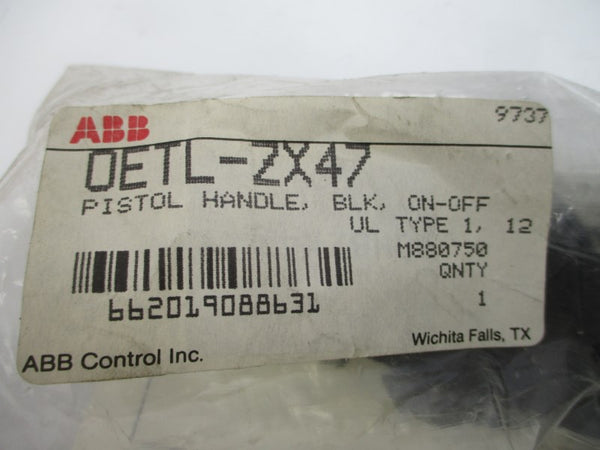 9737
ABB
OETL-ZX47
PISTOL HANDLE, BLK, ON-OFF
UL TYPE 1, 12
M880750
QNTY
1
662019088631
ABB Control Inc.
Wichita Falls, TX